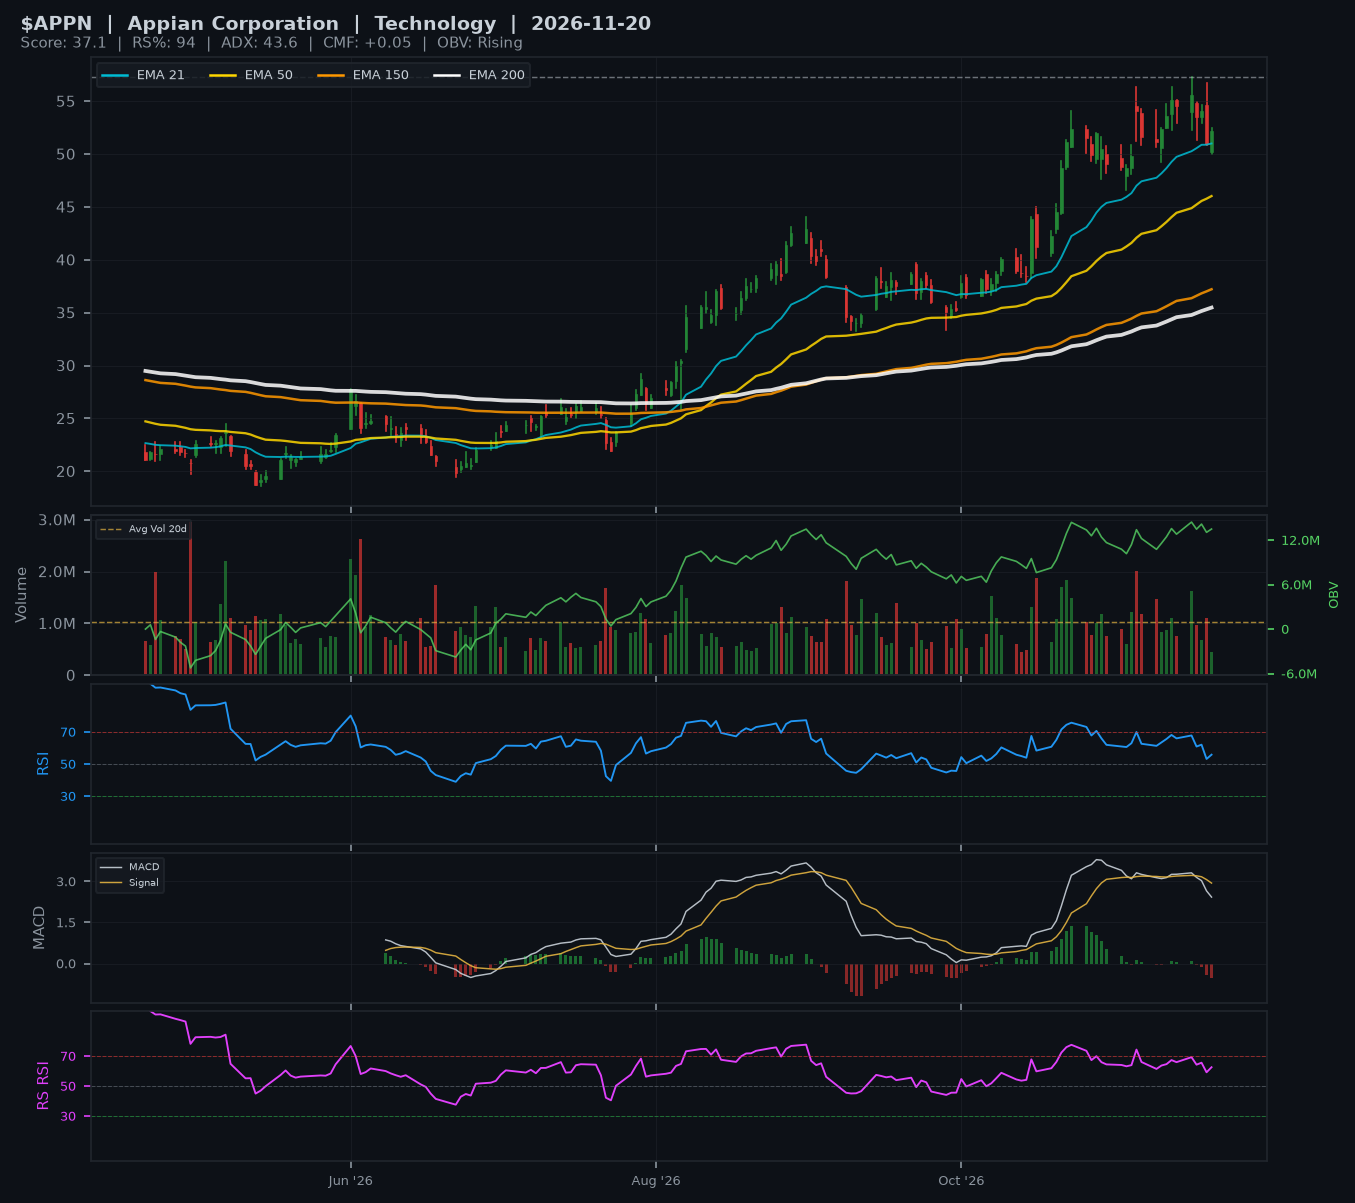 $APPN | Appian Corporation | Technology | 2026-11-20
Score: 37.1 | RS%: 94 | ADX: 43.6 | CMF: +0.05 | OBV: Rising
EMA 21 EMA 50 EMA 150 EMA 200
55
50
45
40
35
30
25
20
Avg Vol 20d
Volume
3.0M
2.0M
1.0M
0
12.0M
6.0M
0
-6.0M
OBV
RSI
70
50
30
MACD
Signal
MACD
3.0
1.5
0.0
RS RSI
70
50
30
Jun '26 Aug '26 Oct '26